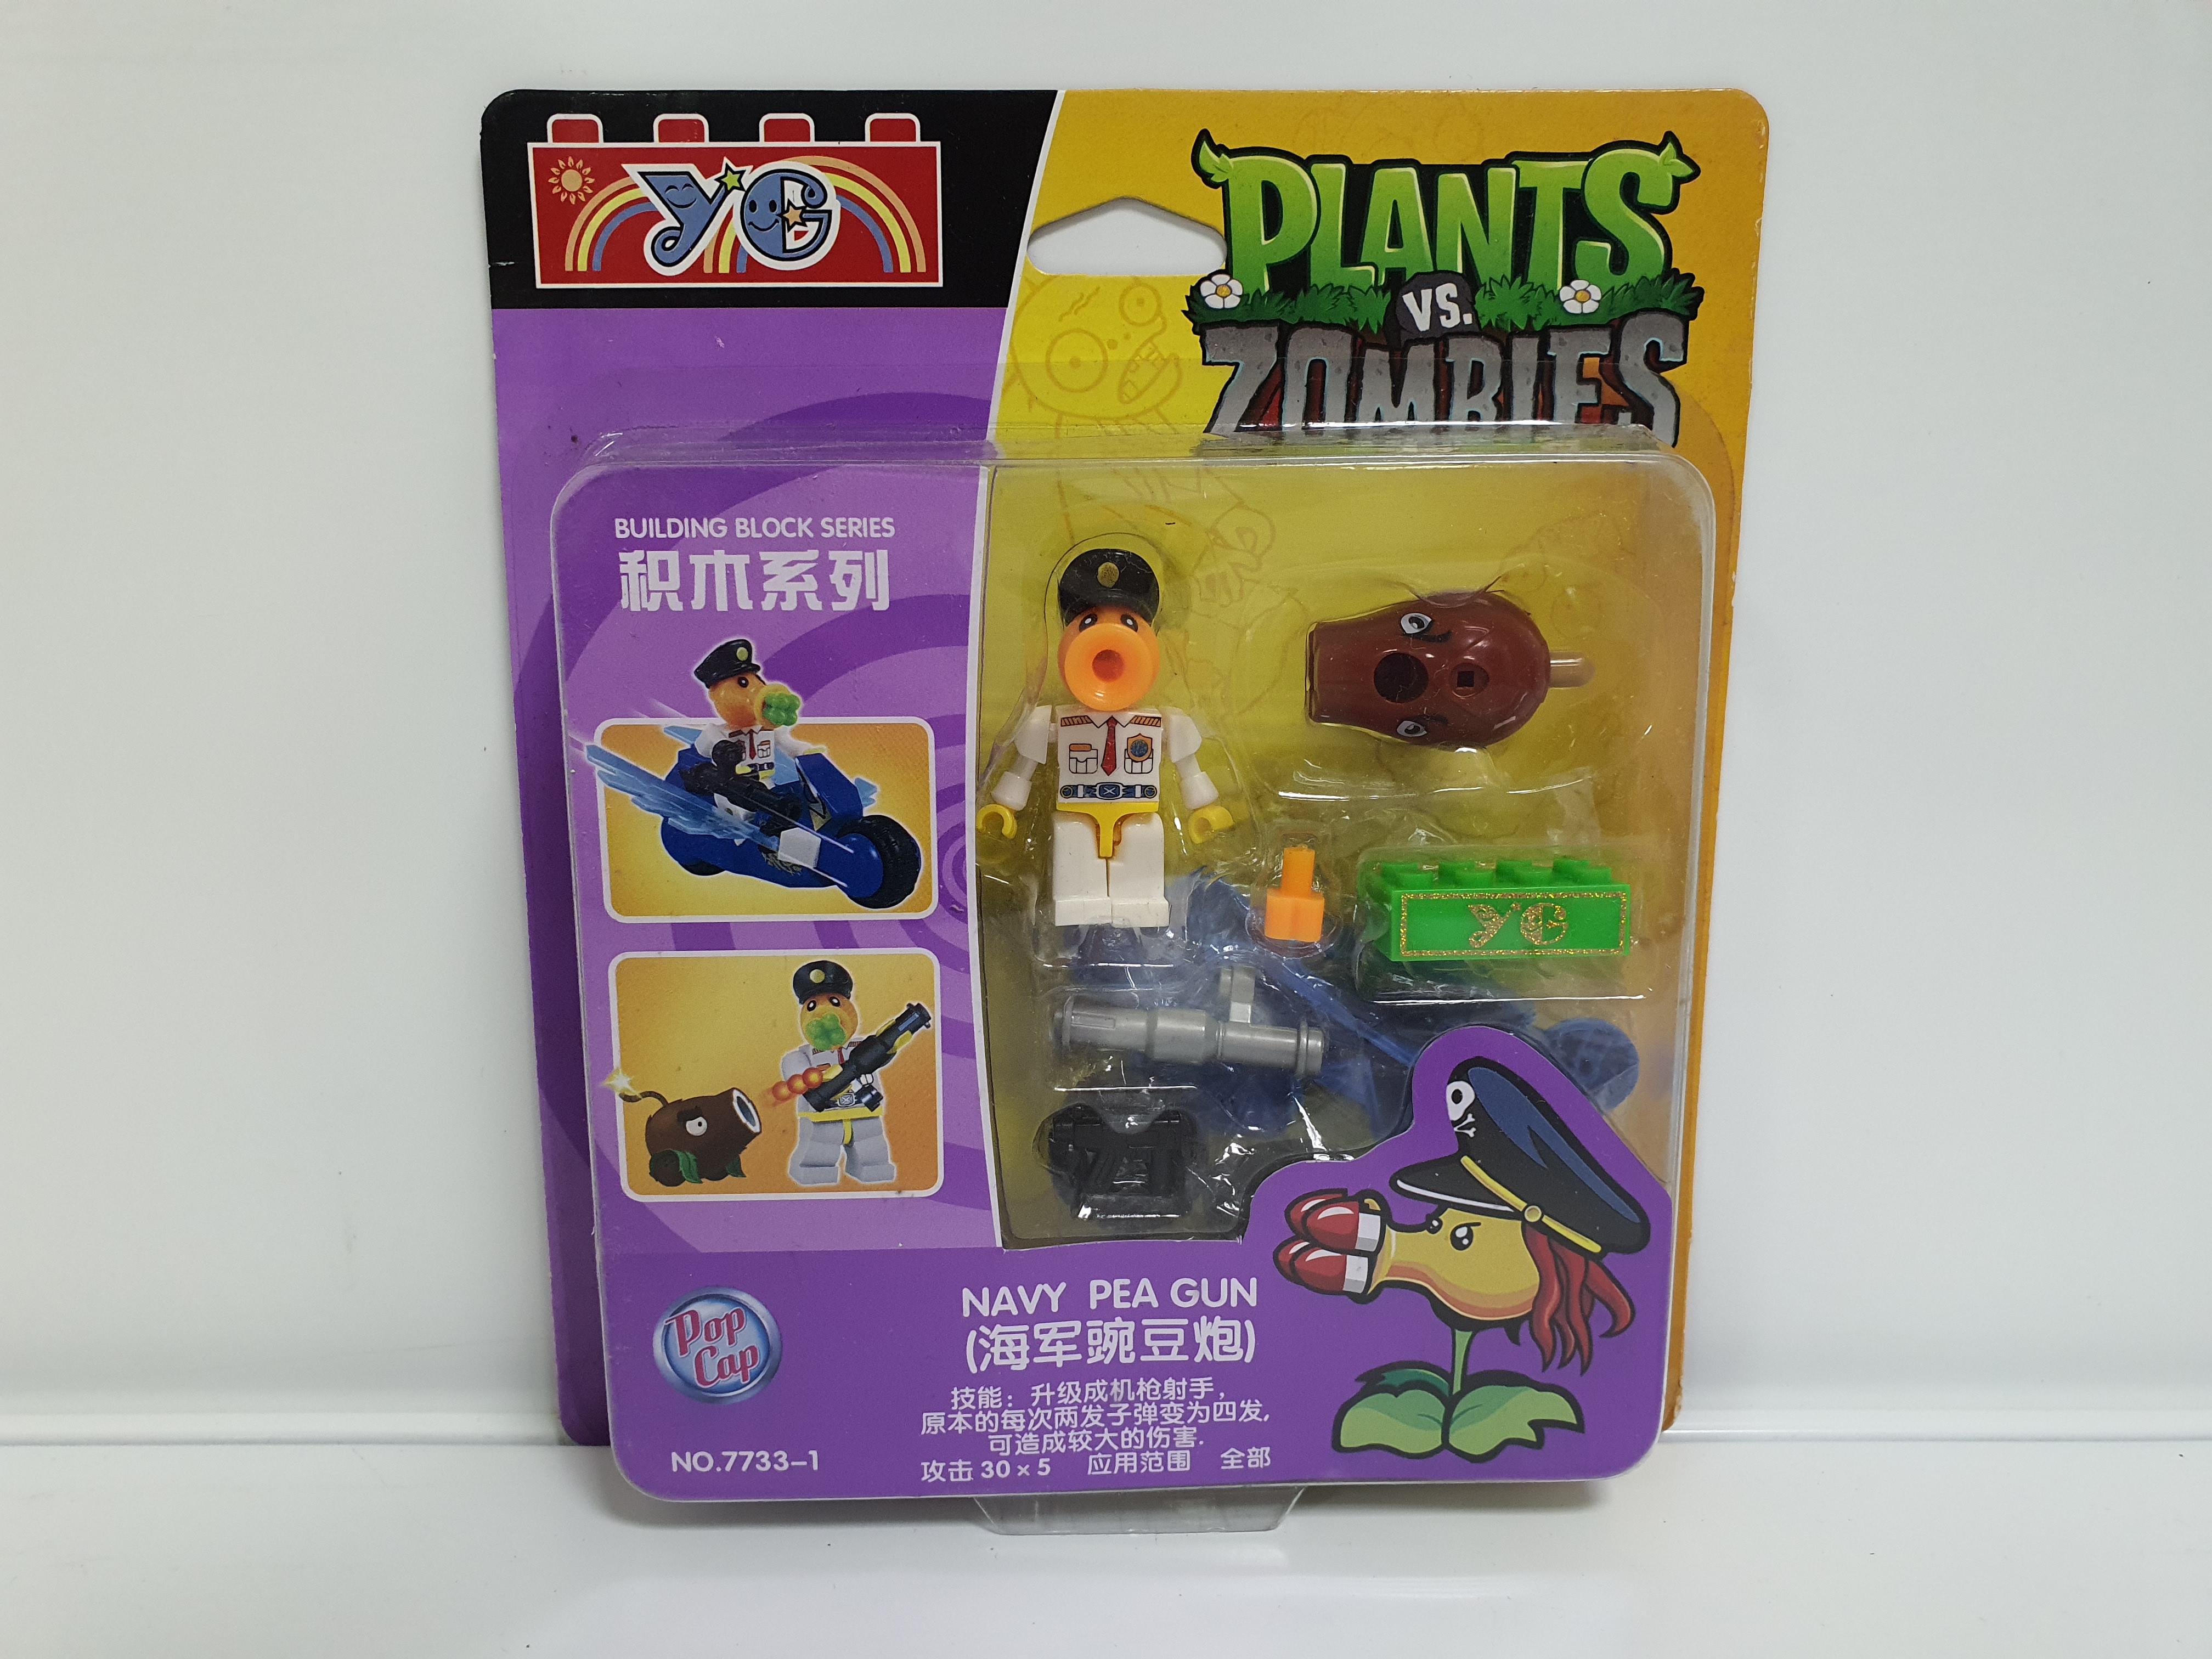 YG
PLANTS
VS.
ZOMBIES
BUILDING BLOCK SERIES
积木系列
YG
NAVY PEA GUN
(海军豌豆炮)
技能：升级成机枪射手，
原本的每次两发子弹变为四发，
可造成较大的伤害.
攻击 30×5 应用范围 全部
Pop
Cap
NO.7733-1